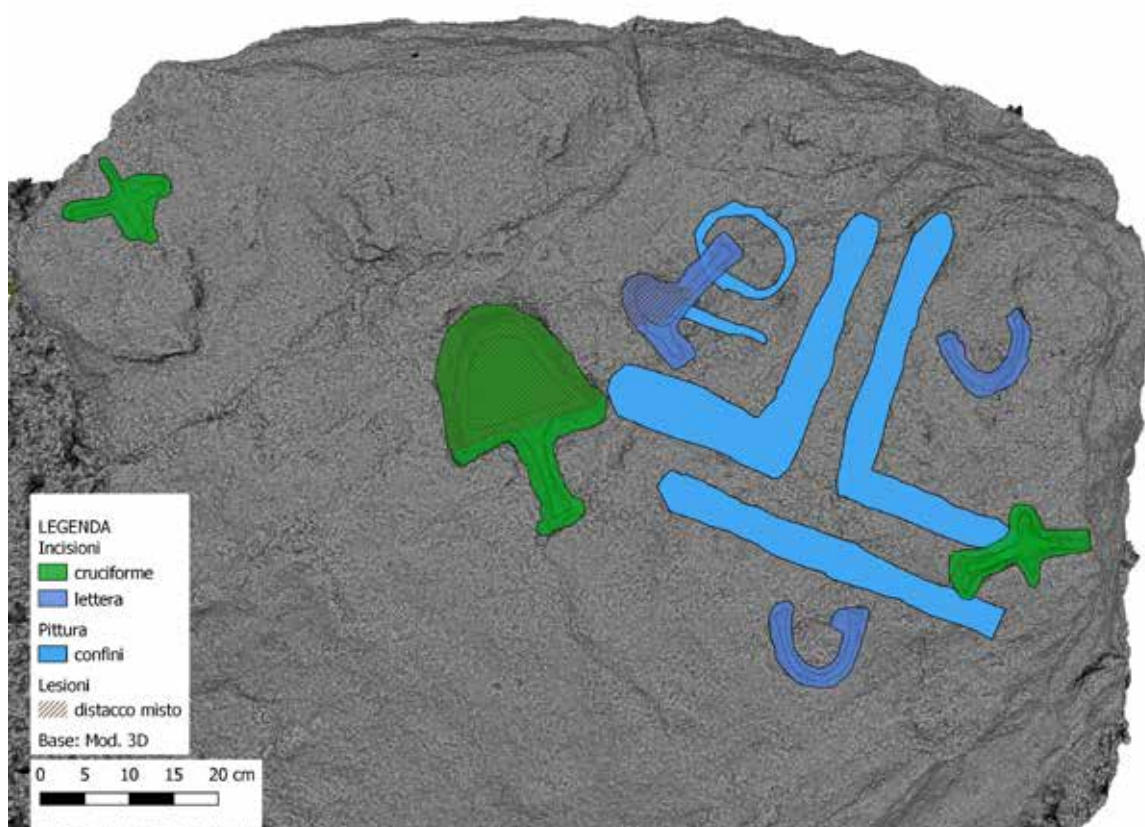 LEGENDA
Incisioni
cruciforme
lettera
Pittura
confini
Lesioni
distacco misto
Base: Mod. 3D
0 5 10 15 20 cm